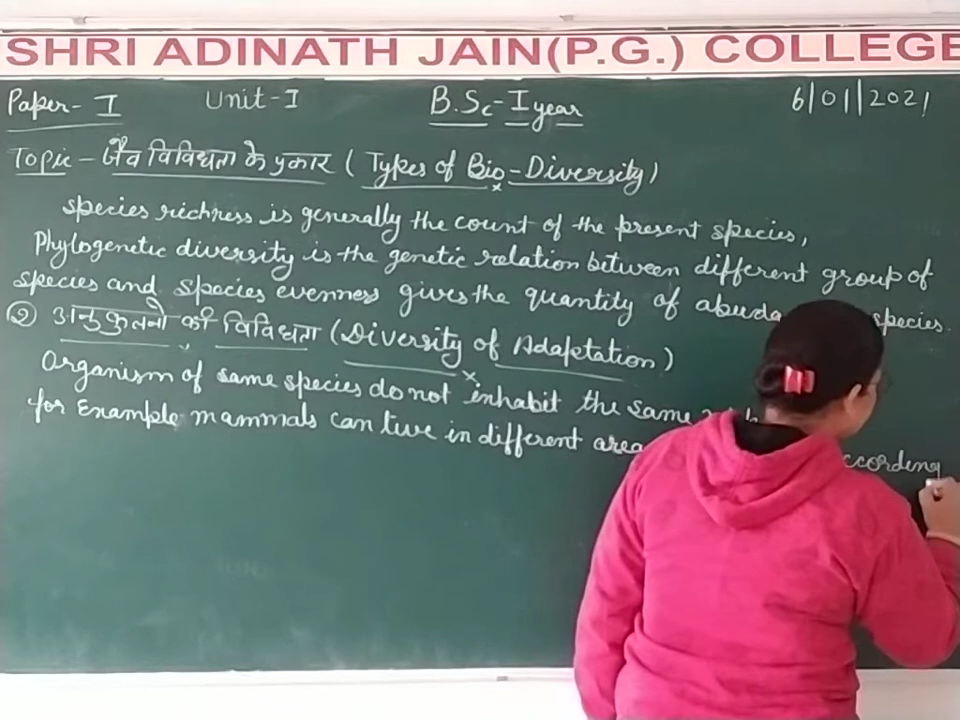 SHRI ADINATH JAIN(P.G.) COLLEGE
Paper- I Unit-I B.Sc-I year 6/01/2021
Topic - जैव विविधता के प्रकार ( Types of Bio-Diversity)
species richness is generally the count of the present species,
Phylogenetic diversity is the genetic relation between different group of
species and species evenness gives the quantity of species.
② की विविधता (Diversity of Adaptation)
Organism of same species do not inhabit the same
for Example mammals can live in different according